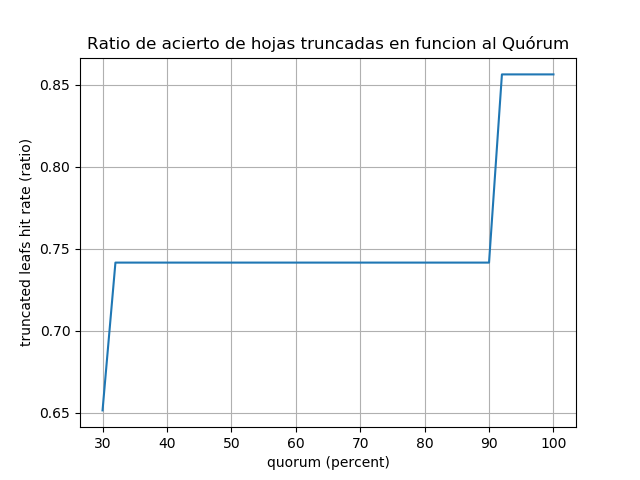 Ratio de acierto de hojas truncadas en funcion al Quórum
truncated leafs hit rate (ratio)
0.85
0.80
0.75
0.70
0.65
30 40 50 60 70 80 90 100
quorum (percent)